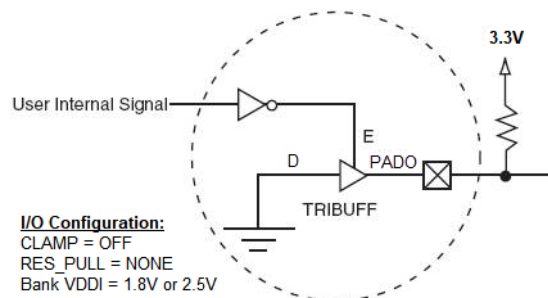 3.3V
User Internal Signal
E
D
PADO
TRIBUFF
I/O Configuration:
CLAMP = OFF
RES_PULL = NONE
Bank VDDI = 1.8V or 2.5V